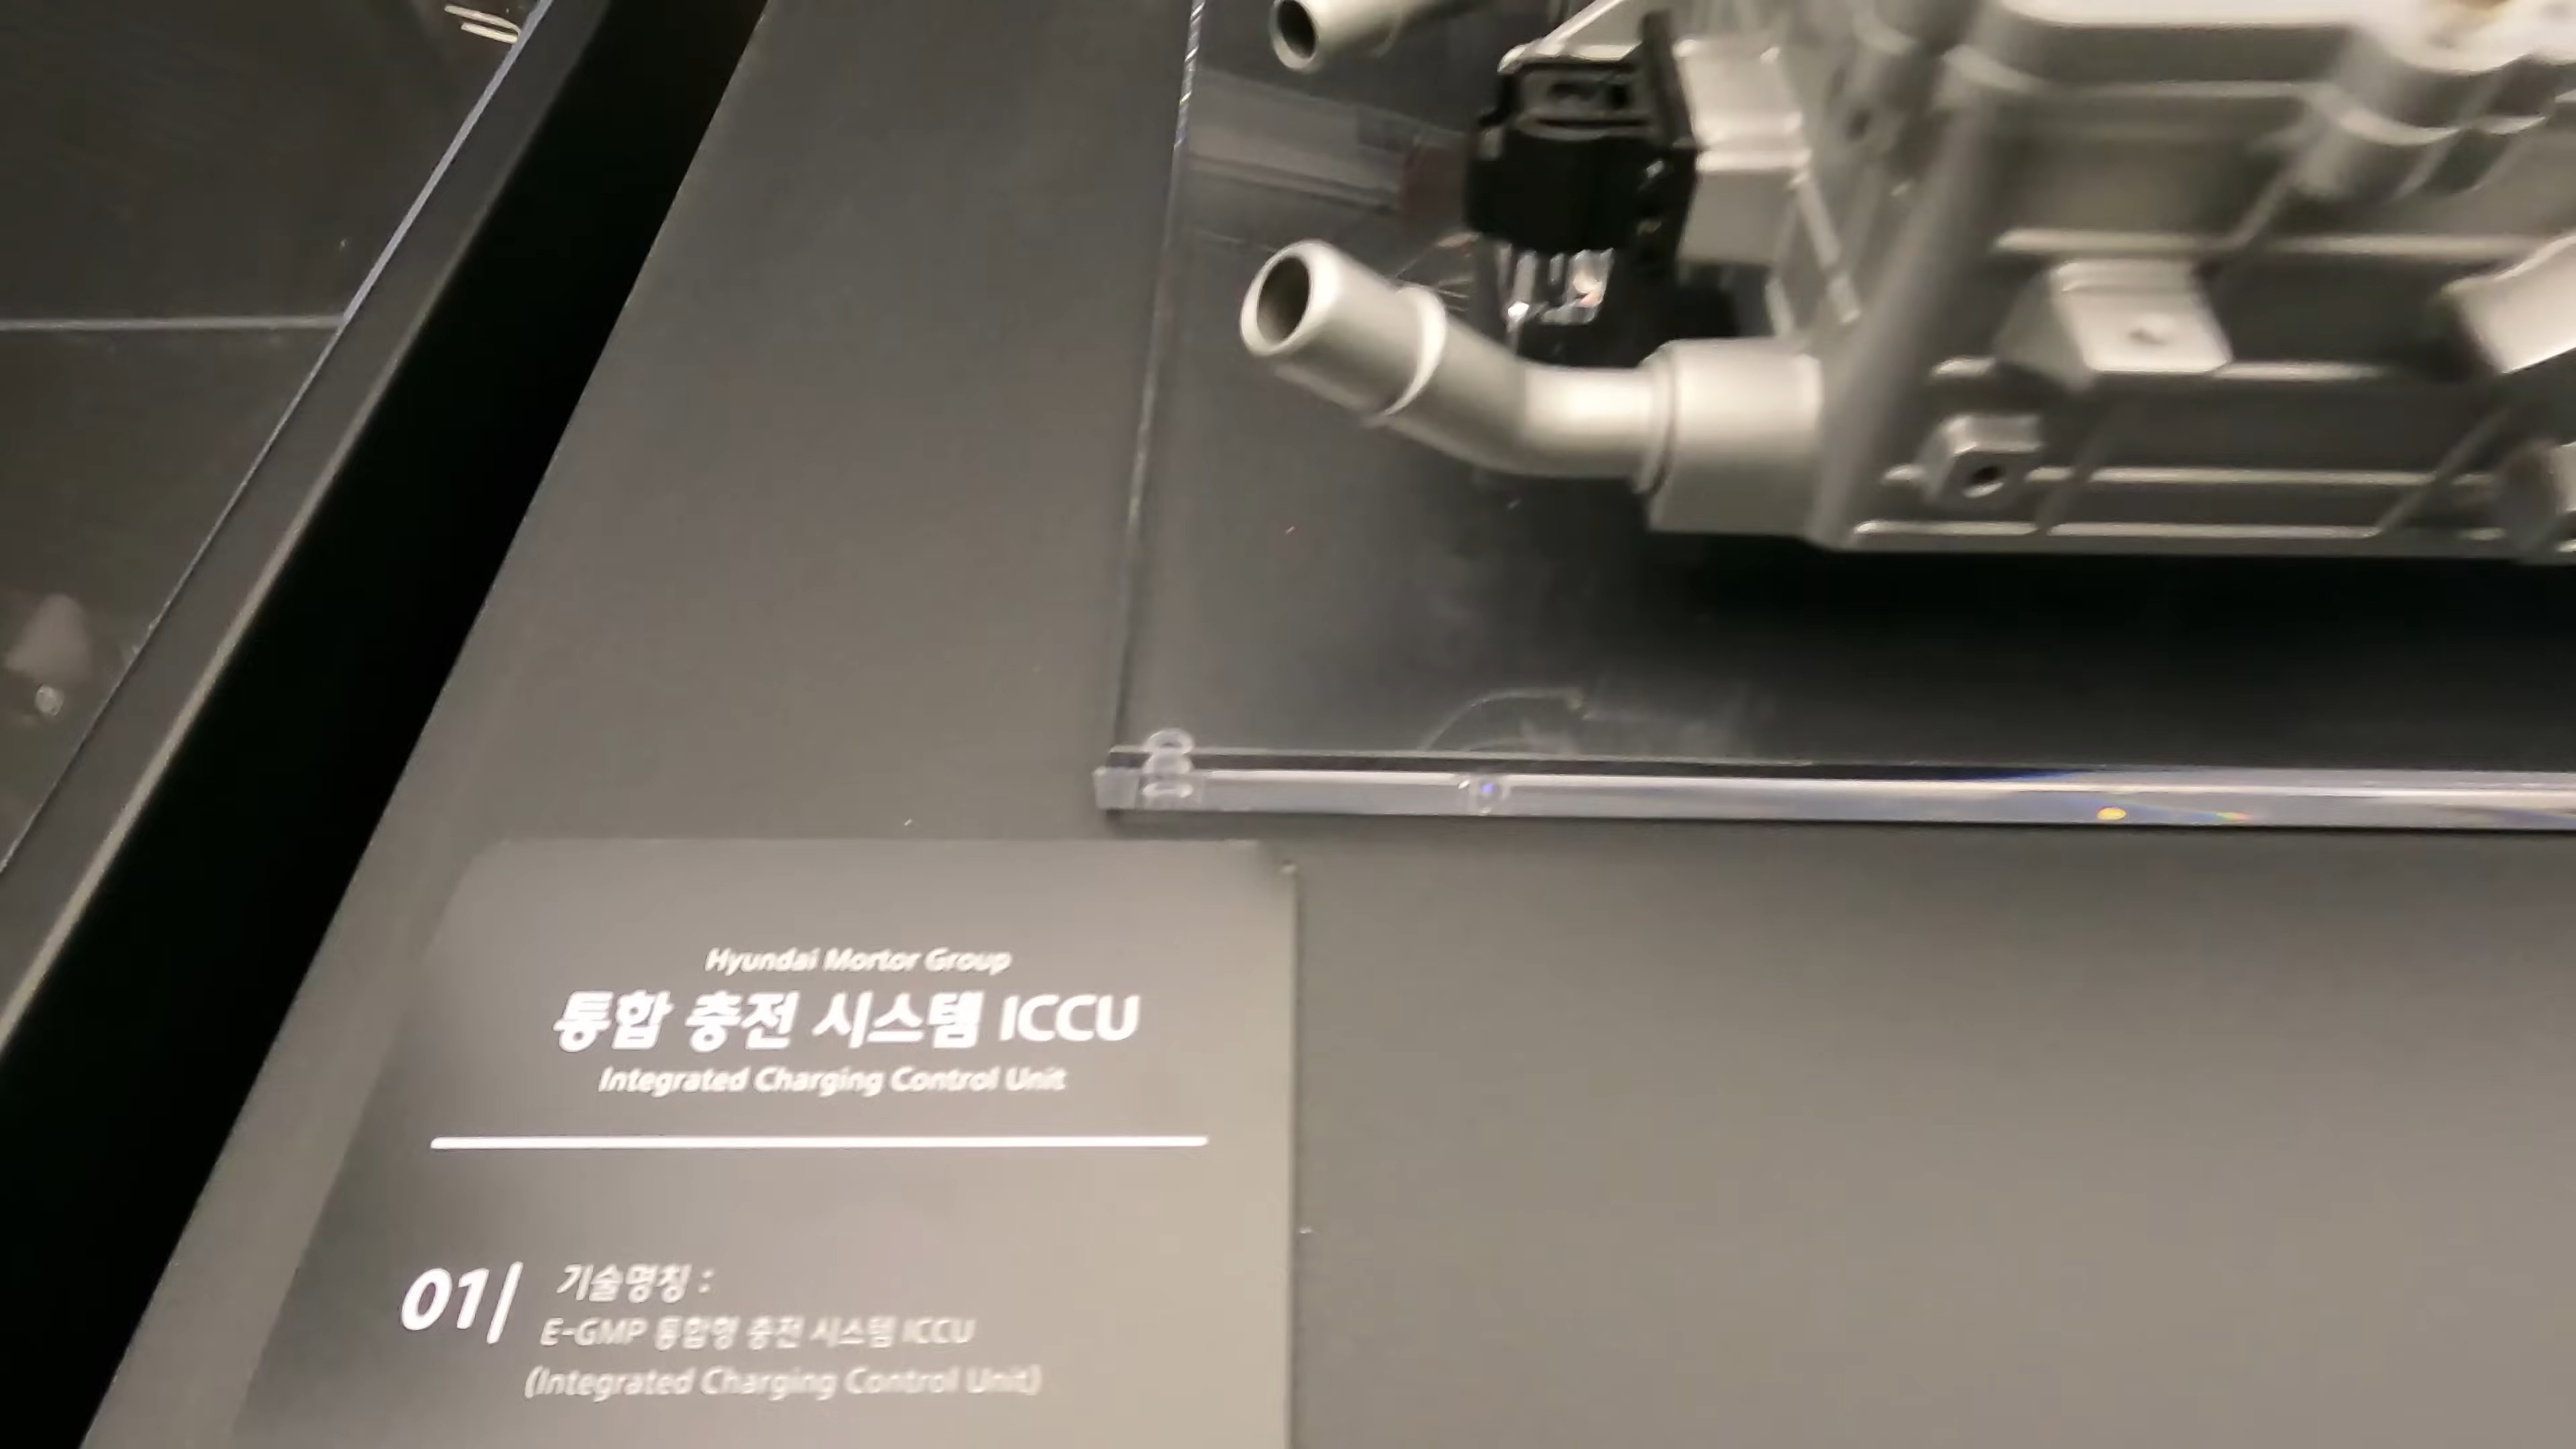 Hyundai Mortor Group
통합 충전 시스템 ICCU
Integrated Charging Control Unit
01| 기술명칭 :
E-GMP 통합형 충전 시스템 ICCU
(Integrated Charging Control Unit)